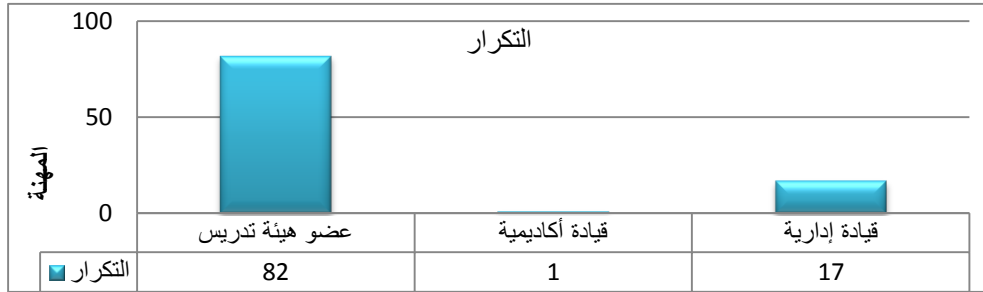 التكرار
100
50
0
المهنة
عضو هيئة تدريس
قيادة أكاديمية
قيادة إدارية
التكرار 82 1 17